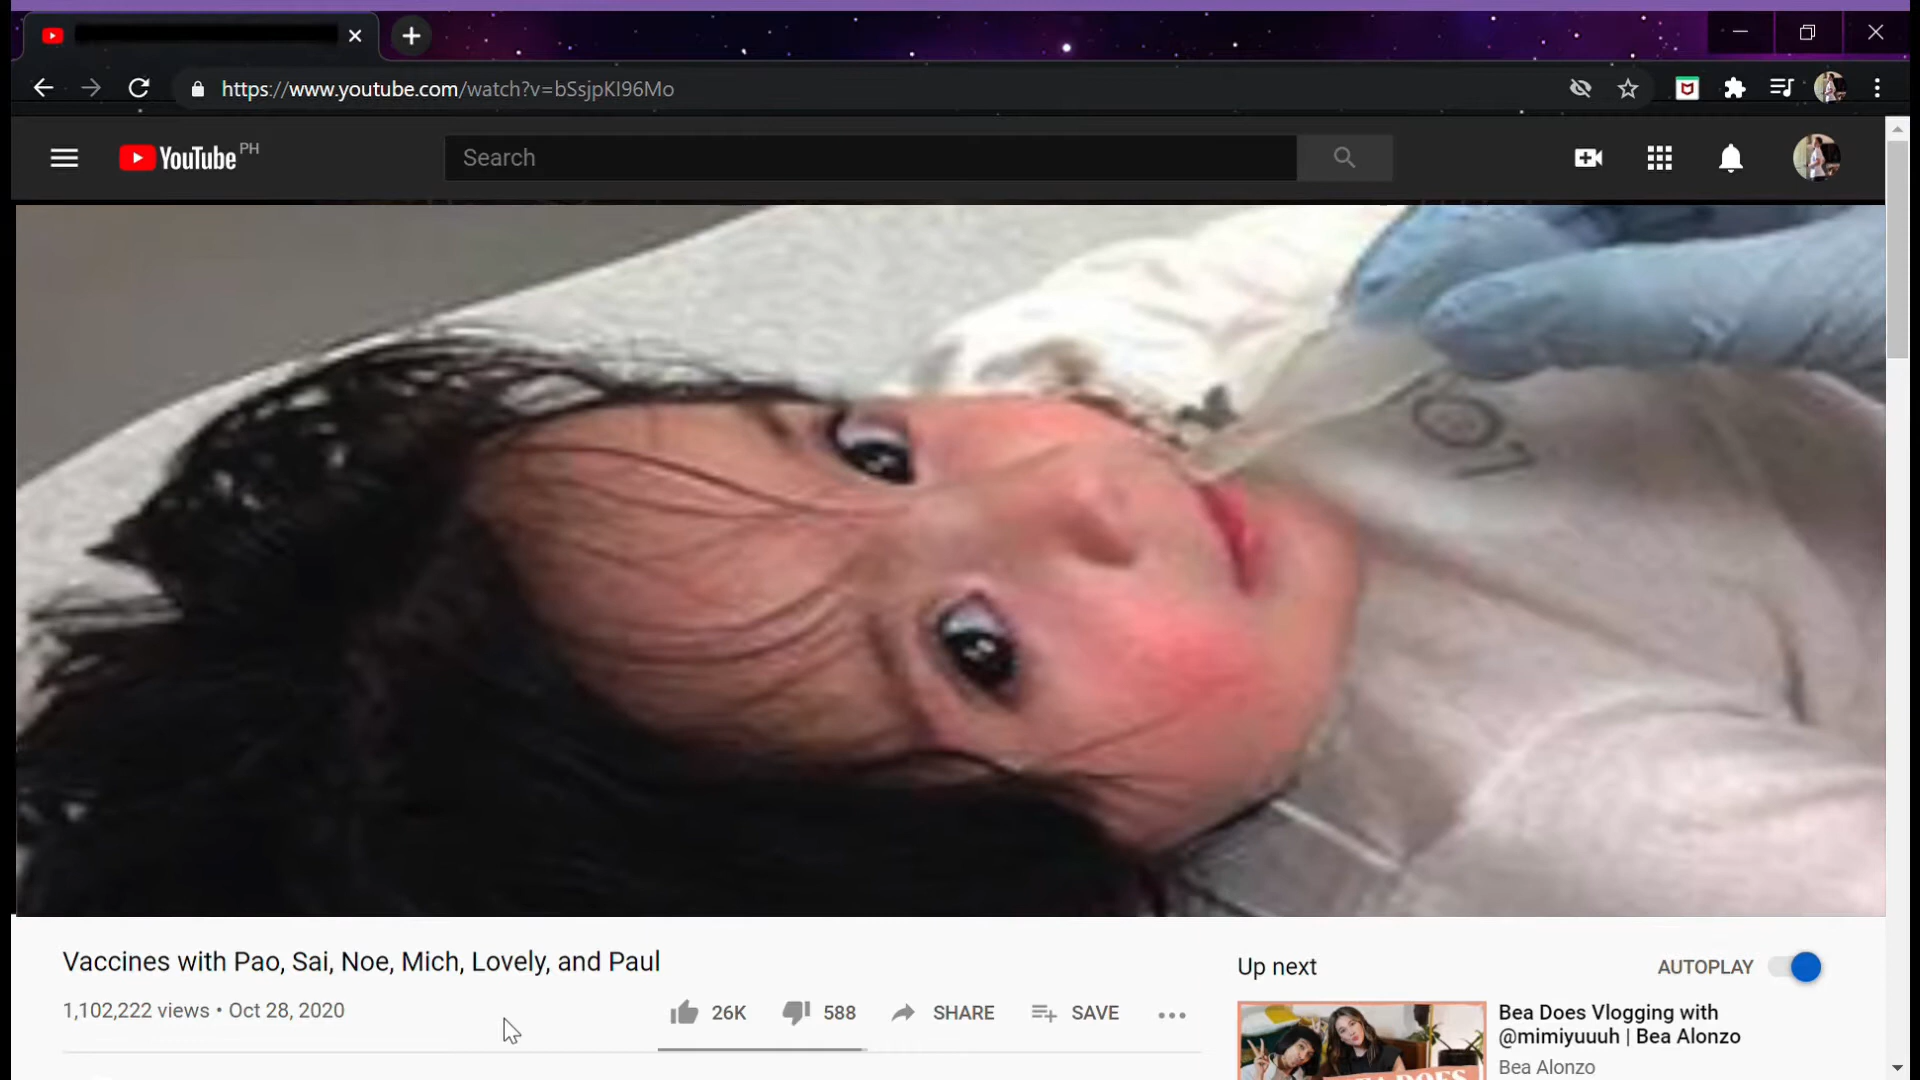 https://www.youtube.com/watch?v=bSsjpKI96Mo
YouTube PH
Search
Vaccines with Pao, Sai, Noe, Mich, Lovely, and Paul
1,102,222 views • Oct 28, 2020
26K
588
SHARE
SAVE
Up next
AUTOPLAY
Bea Does Vlogging with
@mimiyuuuh | Bea Alonzo
Bea Alonzo